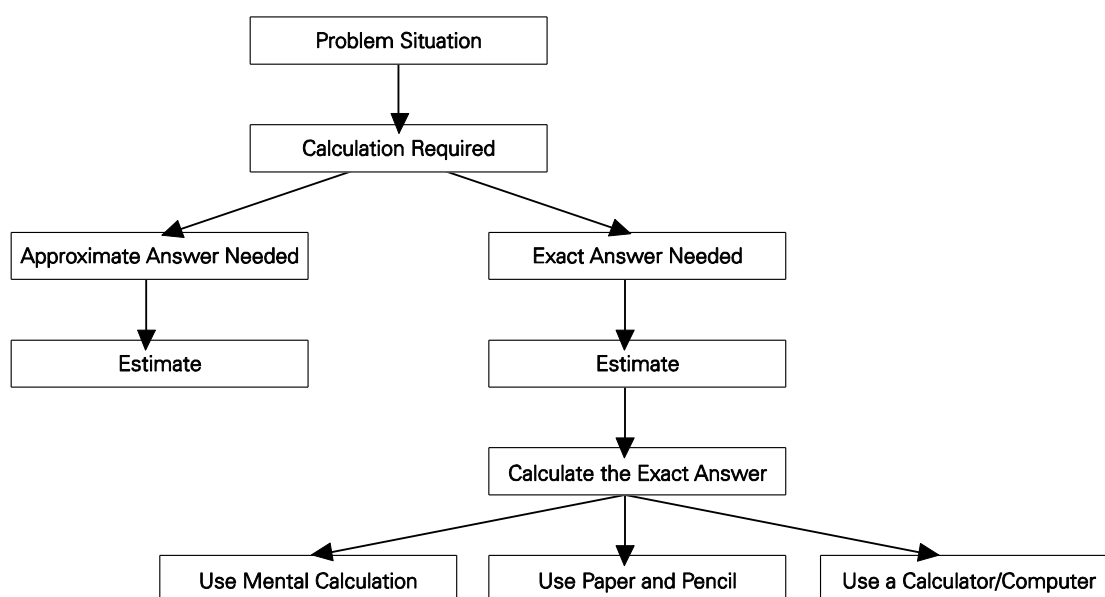 Problem Situation
Calculation Required
Approximate Answer Needed
Exact Answer Needed
Estimate
Estimate
Calculate the Exact Answer
Use Mental Calculation
Use Paper and Pencil
Use a Calculator/Computer